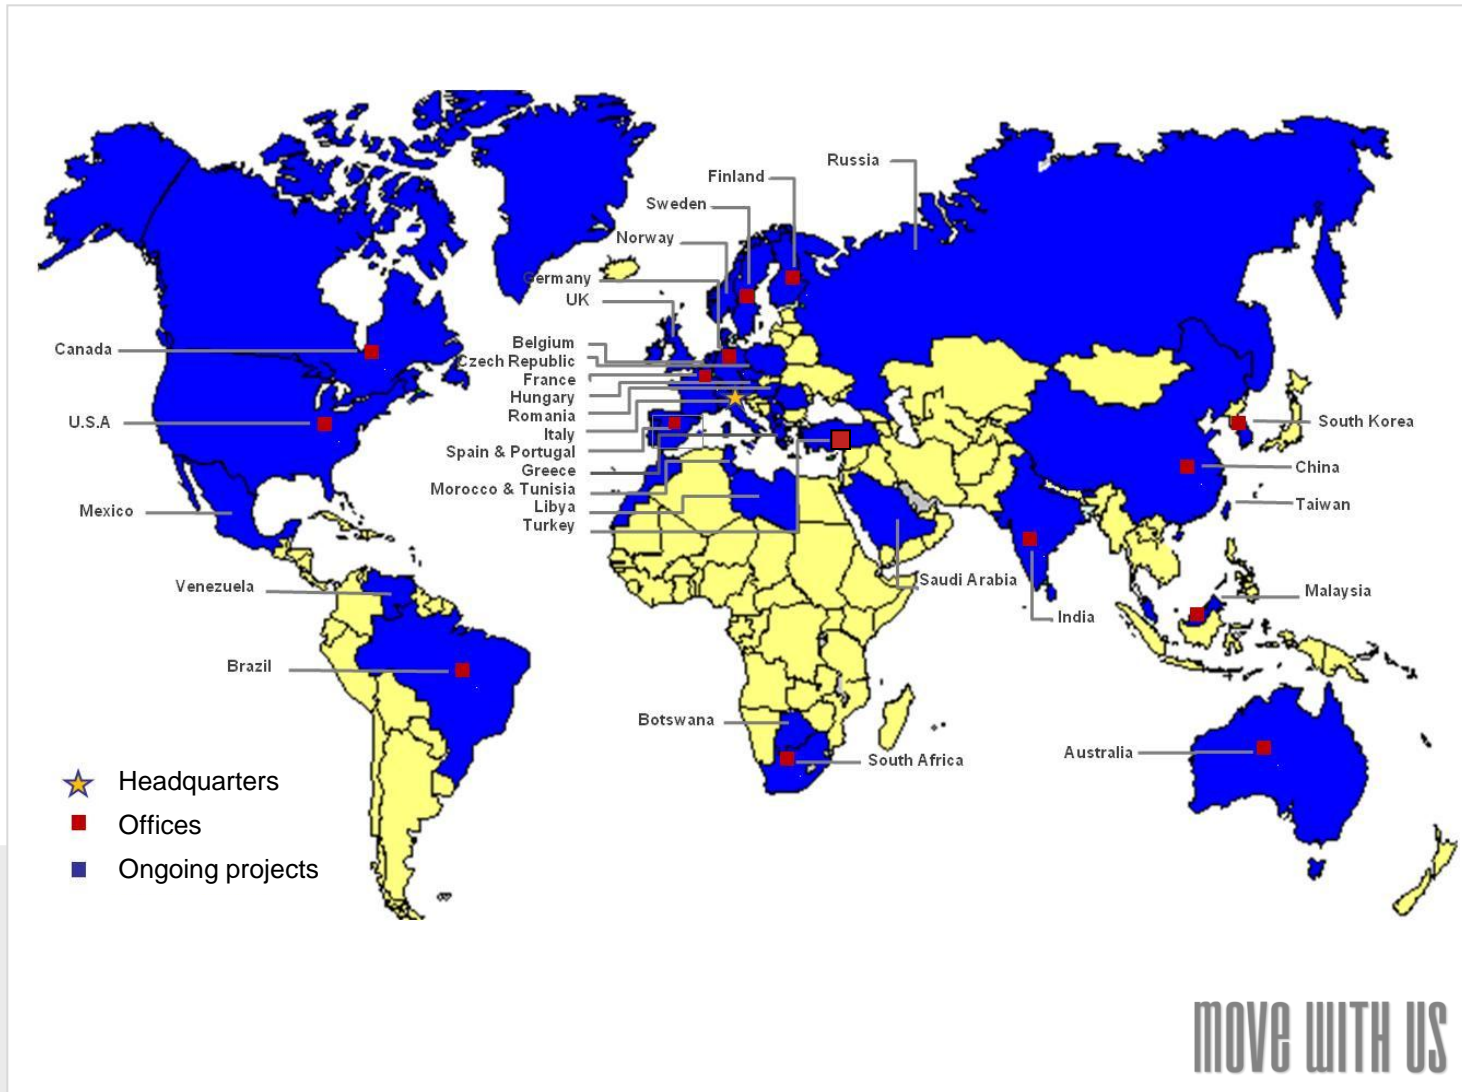 Russia
Finland
Sweden
Norway
Germany
UK
Belgium
Czech Republic
France
Hungary
Romania
Italy
Spain & Portugal
Greece
Morocco & Tunisia
Libya
Turkey
Canada
U.S.A
Mexico
Venezuela
Brazil
South Korea
China
Taiwan
Saudi Arabia
India
Malaysia
Botswana
South Africa
Australia
Headquarters
Offices
Ongoing projects
MOVE WITH US